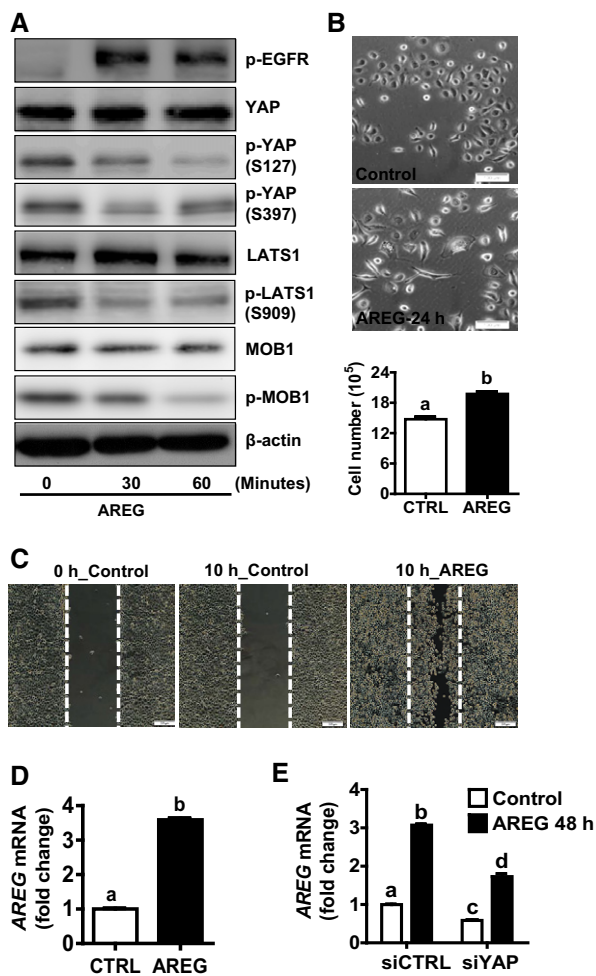 A
p-EGFR
YAP
p-YAP
(S127)
p-YAP
(S397)
LATS1
p-LATS1
(S909)
MOB1
p-MOB1
β-actin
0 30 60 (Minutes)
AREG
B
Control
AREG-24 h
Cell number (10⁵)
24
18
12
6
0
a
b
CTRL AREG
C
0 h_Control 10 h_Control 10 h_AREG
D
AREG mRNA
(fold change)
4
3
2
1
0
a
b
CTRL AREG
E
AREG mRNA
(fold change)
4
3
2
1
0
Control
AREG 48 h
a
b
c
d
siCTRL siYAP